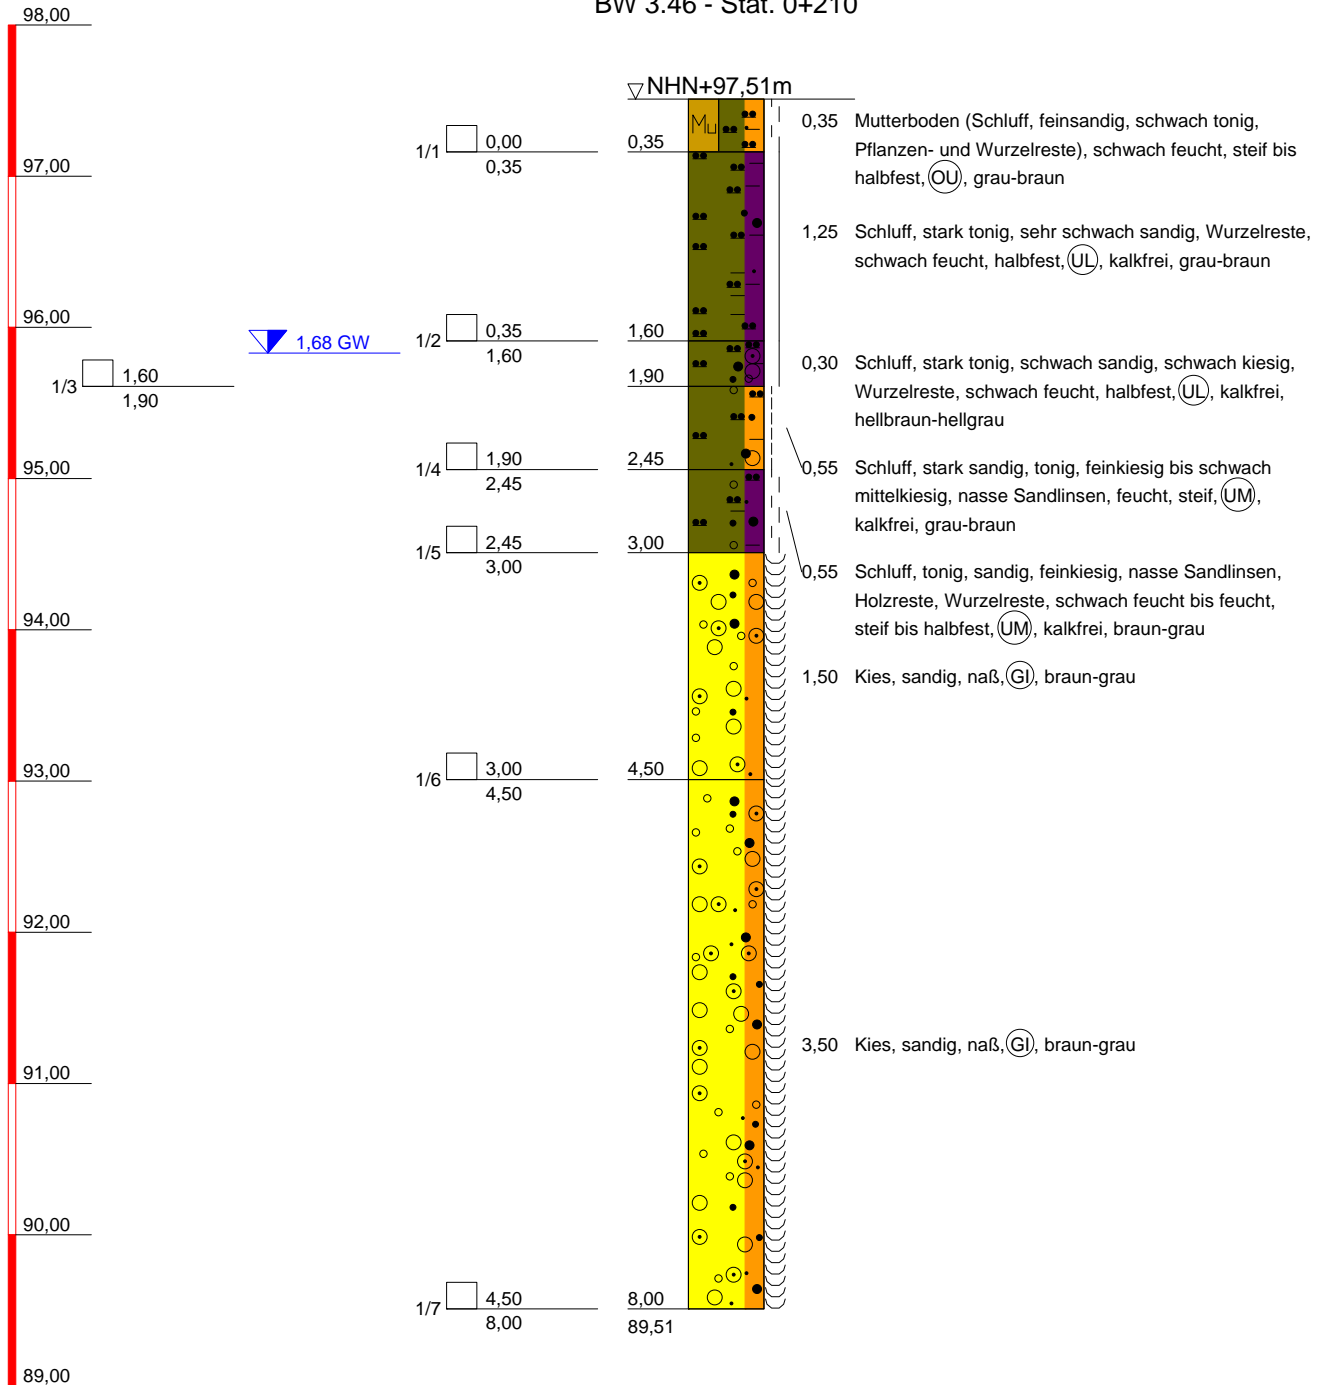 BW 3.46 - Stat. 0+210
98,00
97,00
96,00
95,00
94,00
93,00
92,00
91,00
90,00
89,00
1,68 GW
1/3 1,60
1,90
1/1 0,00
0,35
1/2 0,35
1,60
1/4 1,90
2,45
1/5 2,45
3,00
1/6 3,00
4,50
1/7 4,50
8,00
NHN+97,51m
Mu
0,35
1,60
1,90
2,45
3,00
4,50
8,00
89,51
0,35 Mutterboden (Schluff, feinsandig, schwach tonig,
Pflanzen- und Wurzelreste), schwach feucht, steif bis
halbfest, OU, grau-braun
1,25 Schluff, stark tonig, sehr schwach sandig, Wurzelreste,
schwach feucht, halbfest, UL, kalkfrei, grau-braun
0,30 Schluff, stark tonig, schwach sandig, schwach kiesig,
Wurzelreste, schwach feucht, halbfest, UL, kalkfrei,
hellbraun-hellgrau
0,55 Schluff, stark sandig, tonig, feinkiesig bis schwach
mittelkiesig, nasse Sandlinsen, feucht, steif, UM,
kalkfrei, grau-braun
0,55 Schluff, tonig, sandig, feinkiesig, nasse Sandlinsen,
Holzreste, Wurzelreste, schwach feucht bis feucht,
steif bis halbfest, UM, kalkfrei, braun-grau
1,50 Kies, sandig, naß, GI, braun-grau
3,50 Kies, sandig, naß, GI, braun-grau